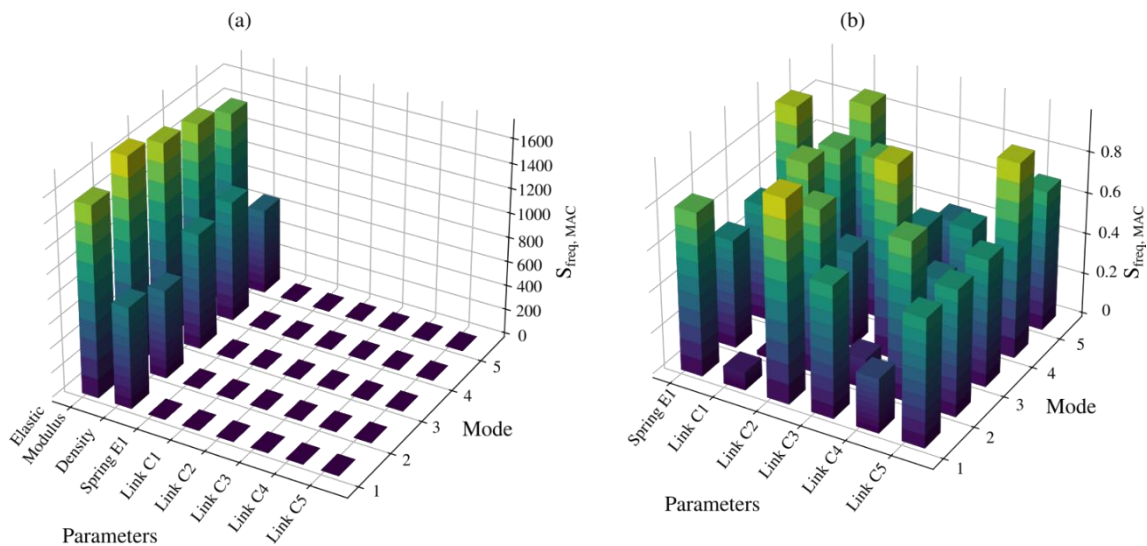 (a)
1600
1400
1200
1000
800
600
400
200
0
S freq. MAC
5
4
3
2
1
Mode
Elastic
Modulus
Density
Spring E1
Link C1
Link C2
Link C3
Link C4
Link C5
Parameters
(b)
0.8
0.6
0.4
0.2
0
S freq. MAC
5
4
3
2
1
Mode
Spring E1
Link C1
Link C2
Link C3
Link C4
Link C5
Parameters